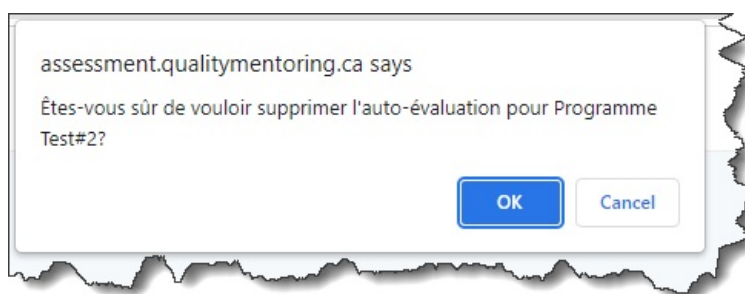 assessment.qualitymentoring.ca says
Êtes-vous sûr de vouloir supprimer l'auto-évaluation pour Programme
Test#2?
OK
Cancel